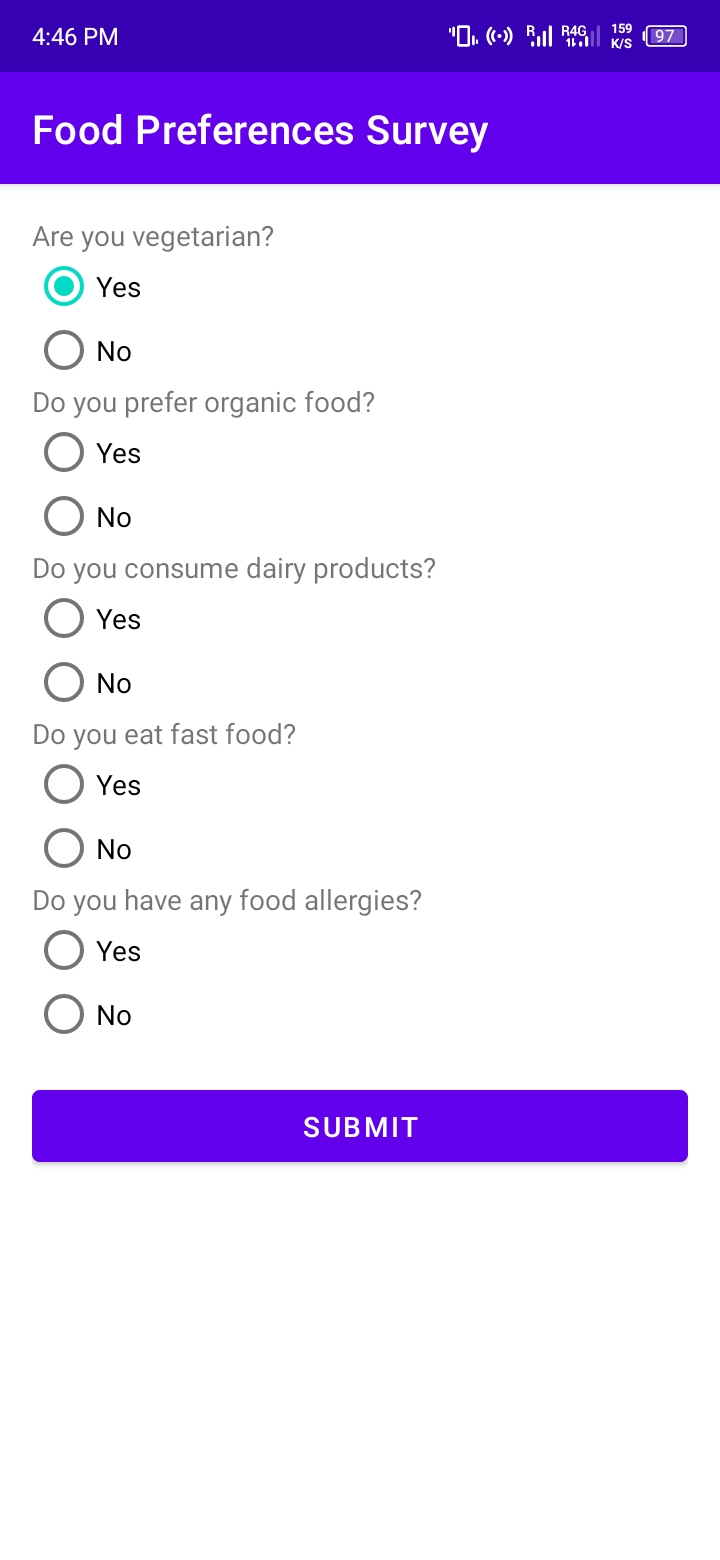 4:46 PM R R4G 159 K/S 97
Food Preferences Survey
Are you vegetarian?
Yes
No
Do you prefer organic food?
Yes
No
Do you consume dairy products?
Yes
No
Do you eat fast food?
Yes
No
Do you have any food allergies?
Yes
No
SUBMIT